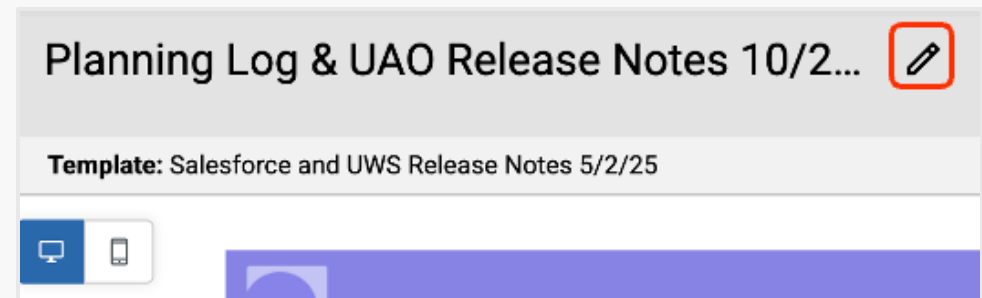 Planning Log & UAO Release Notes 10/2...
Template: Salesforce and UWS Release Notes 5/2/25